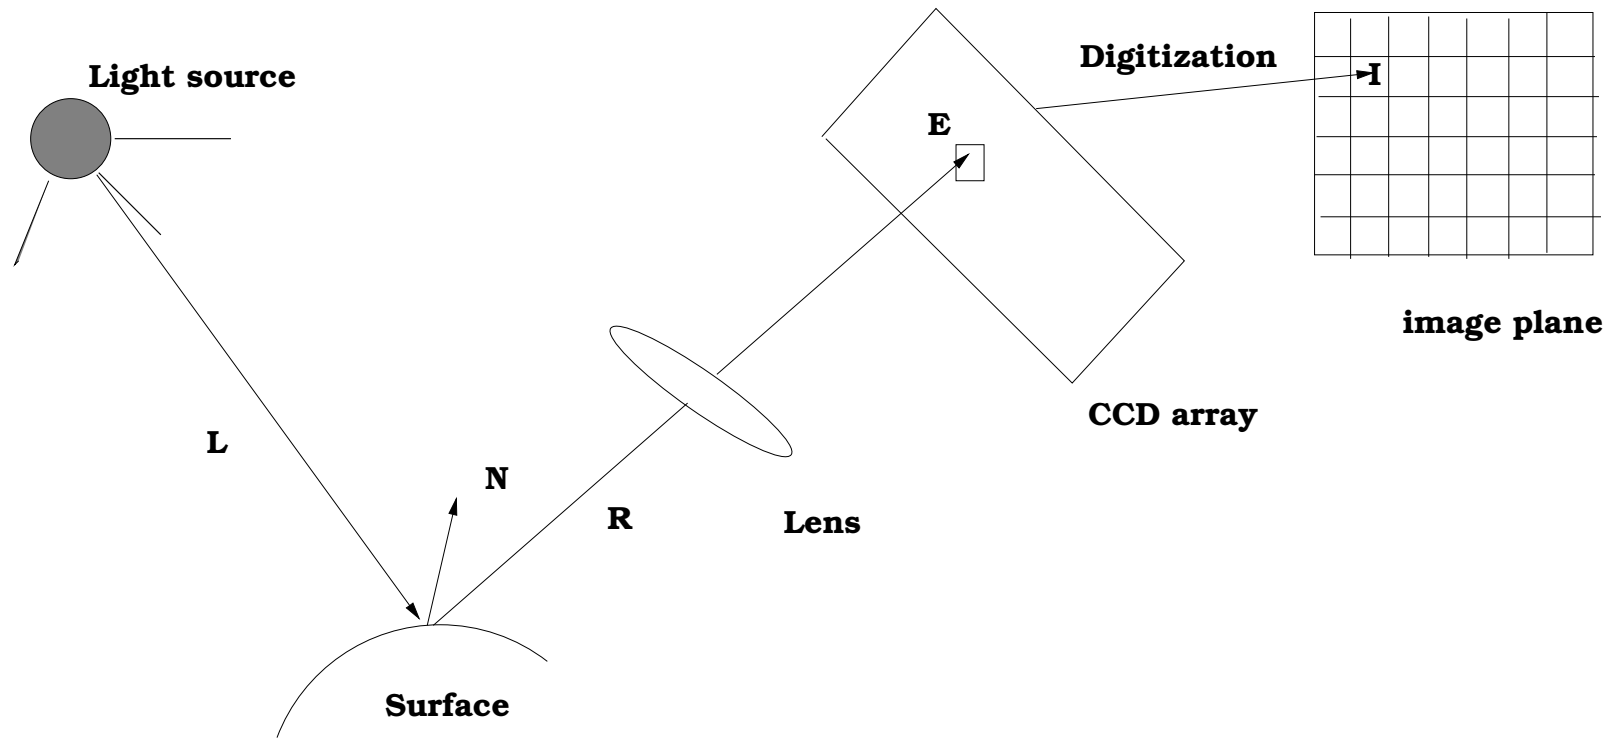 Light source
Digitization
I
E
image plane
CCD array
L
N
R
Lens
Surface